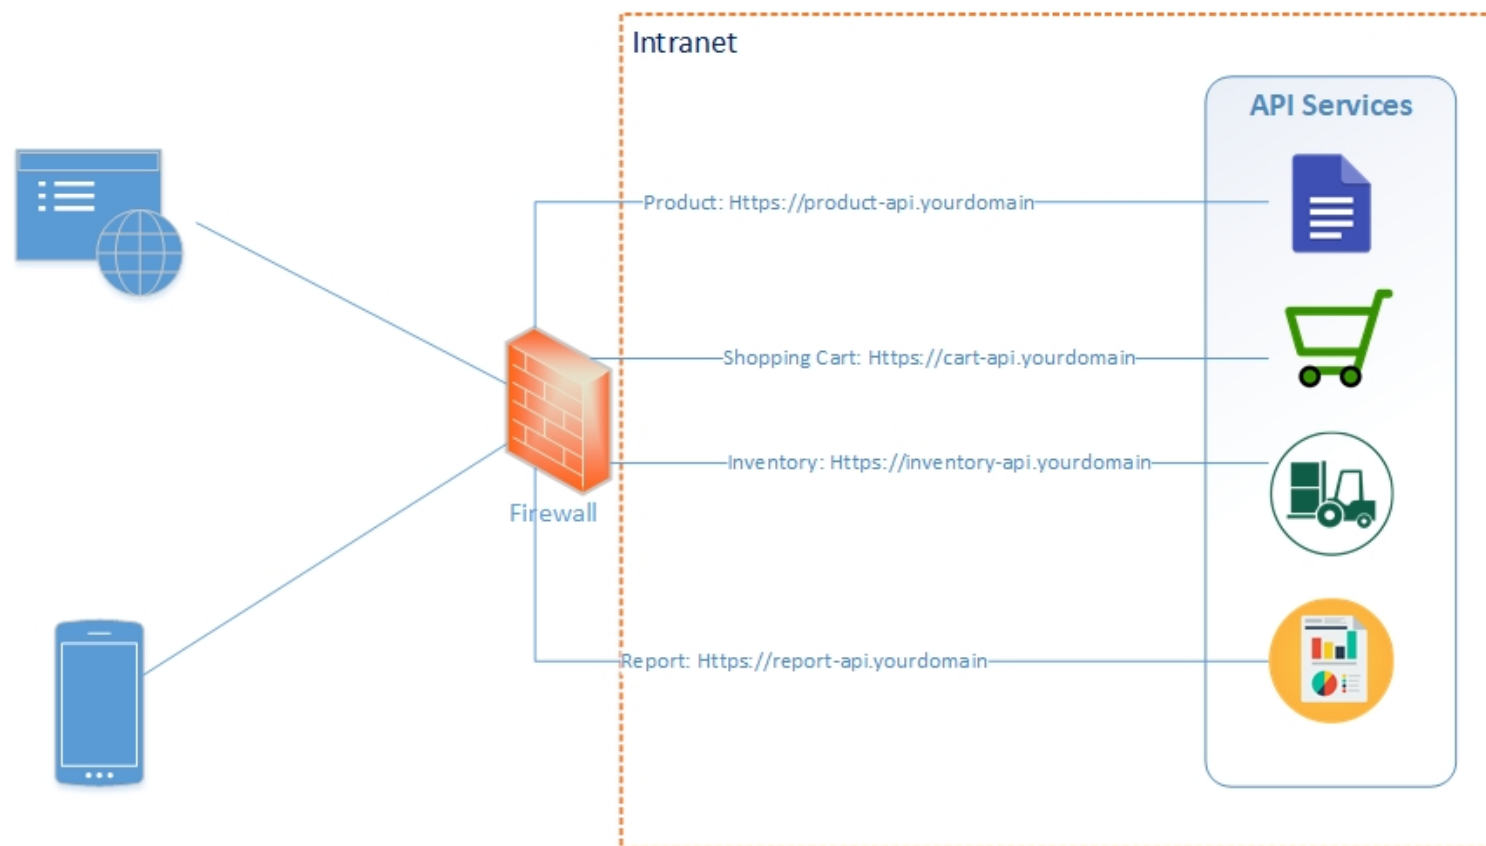 Intranet
API Services
Product: Https://product-api.yourdomain
Shopping Cart: Https://cart-api.yourdomain
Inventory: Https://inventory-api.yourdomain
Firewall
Report: Https://report-api.yourdomain